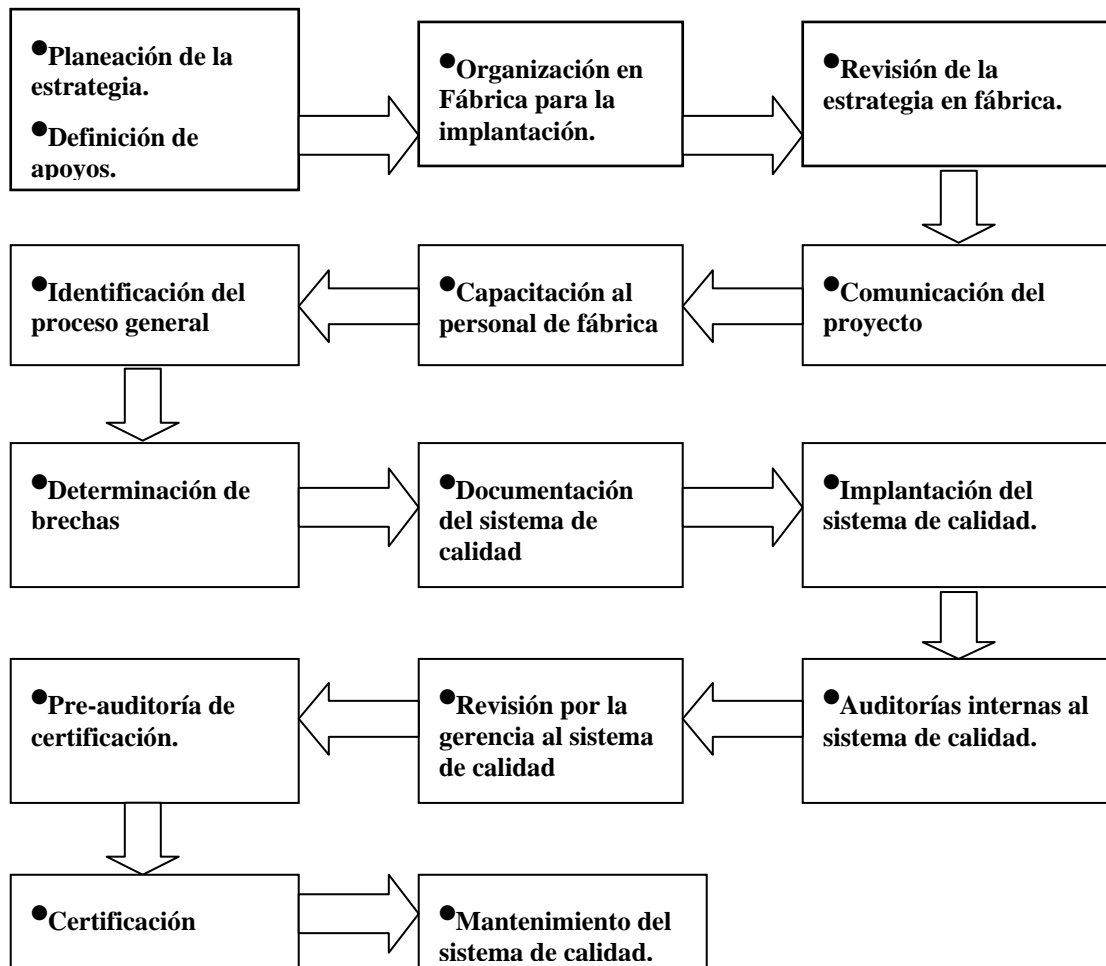 ●Planeación de la
estrategia.
●Definición de
apoyos.
●Organización en
Fábrica para la
implantación.
●Revisión de la
estrategia en fábrica.
●Identificación del
proceso general
●Capacitación al
personal de fábrica
●Comunicación del
proyecto
●Determinación de
brechas
●Documentación
del sistema de
calidad
●Implantación del
sistema de calidad.
●Pre-auditoría de
certificación.
●Revisión por la
gerencia al sistema
de calidad
●Auditorías internas al
sistema de calidad.
●Certificación
●Mantenimiento del
sistema de calidad.